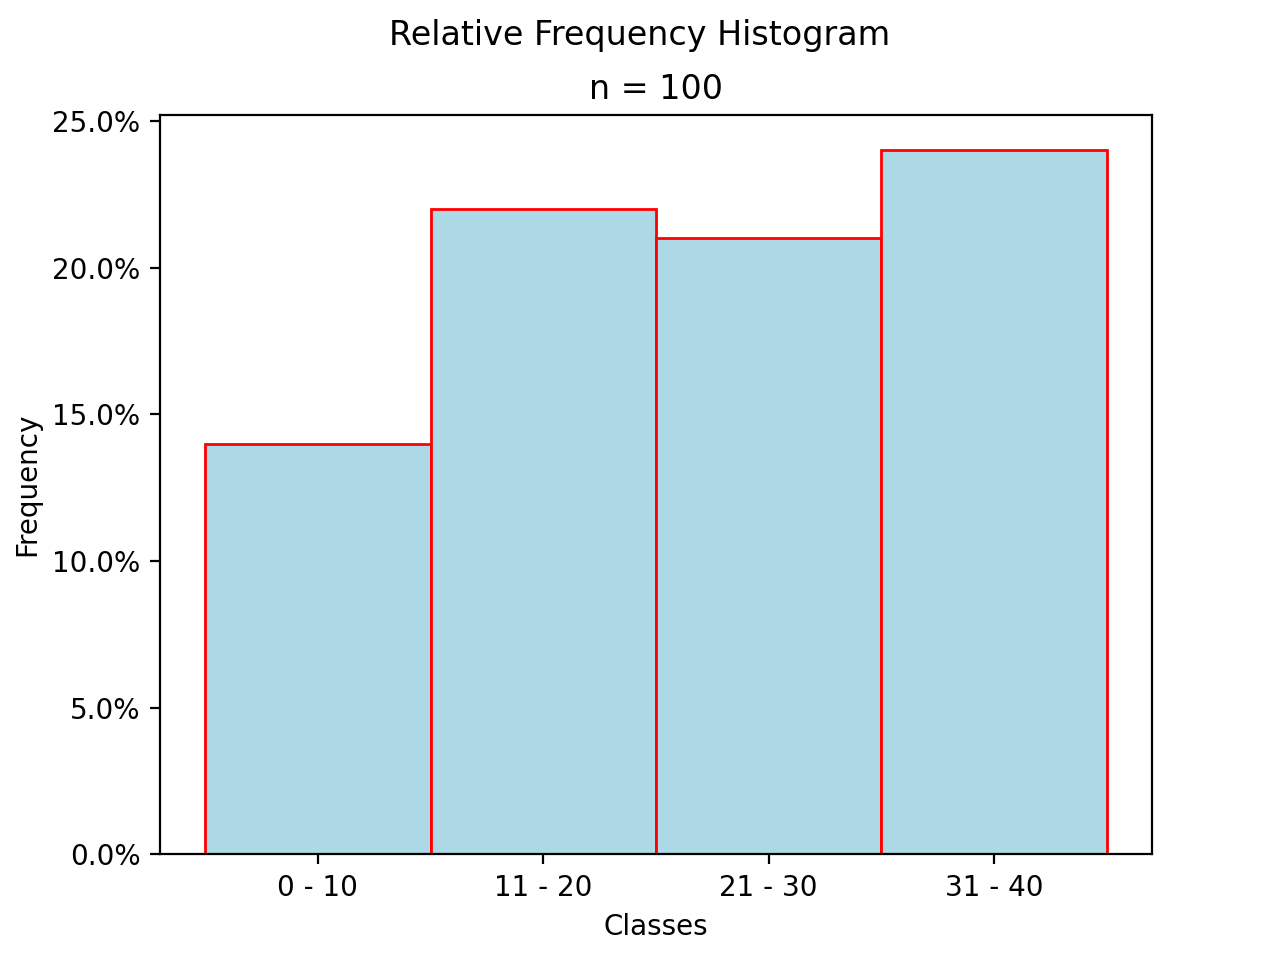 Relative Frequency Histogram
n = 100
25.0%
20.0%
15.0%
10.0%
5.0%
0.0%
Frequency
0 - 10
11 - 20
21 - 30
31 - 40
Classes